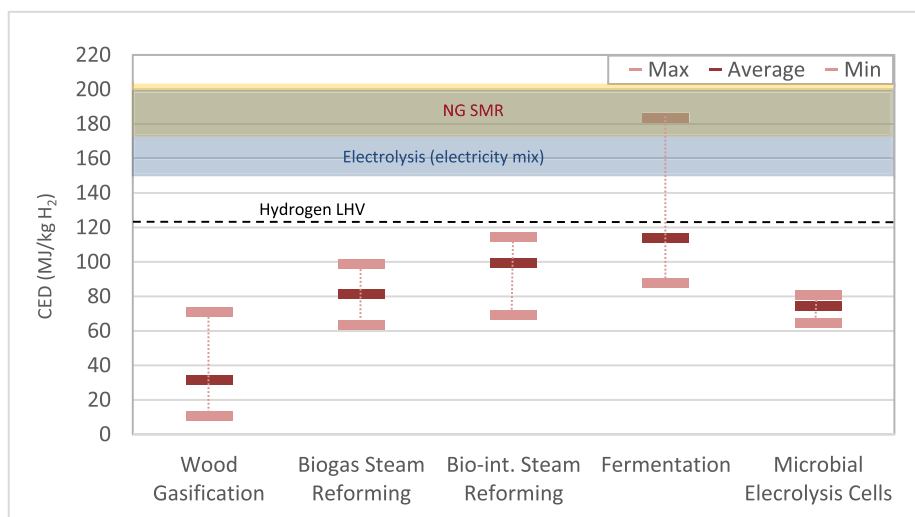 220
200
180
160
140
120
100
80
60
40
20
0
CED (MJ/kg H₂)
Max Average Min
NG SMR
Electrolysis (electricity mix)
Hydrogen LHV
Wood
Gasification
Biogas Steam
Reforming
Bio-int. Steam
Reforming
Fermentation
Microbial
Elecrolysis Cells